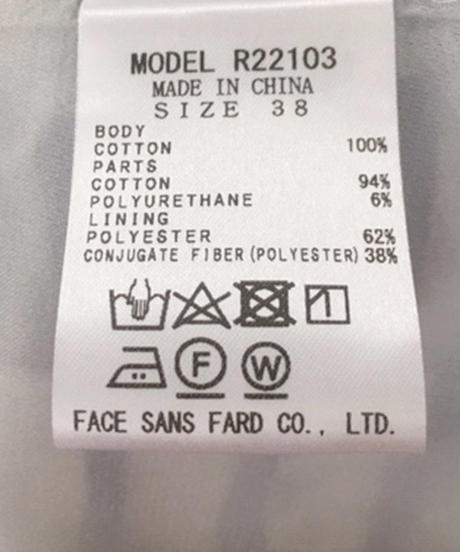 MODEL R22103
MADE IN CHINA
SIZE 38
BODY
COTTON 100%
PARTS
COTTON 94%
POLYURETHANE 6%
LINING
POLYESTER 62%
CONJUGATE FIBER (POLYESTER) 38%
F W
FACE SANS FARD CO., LTD.